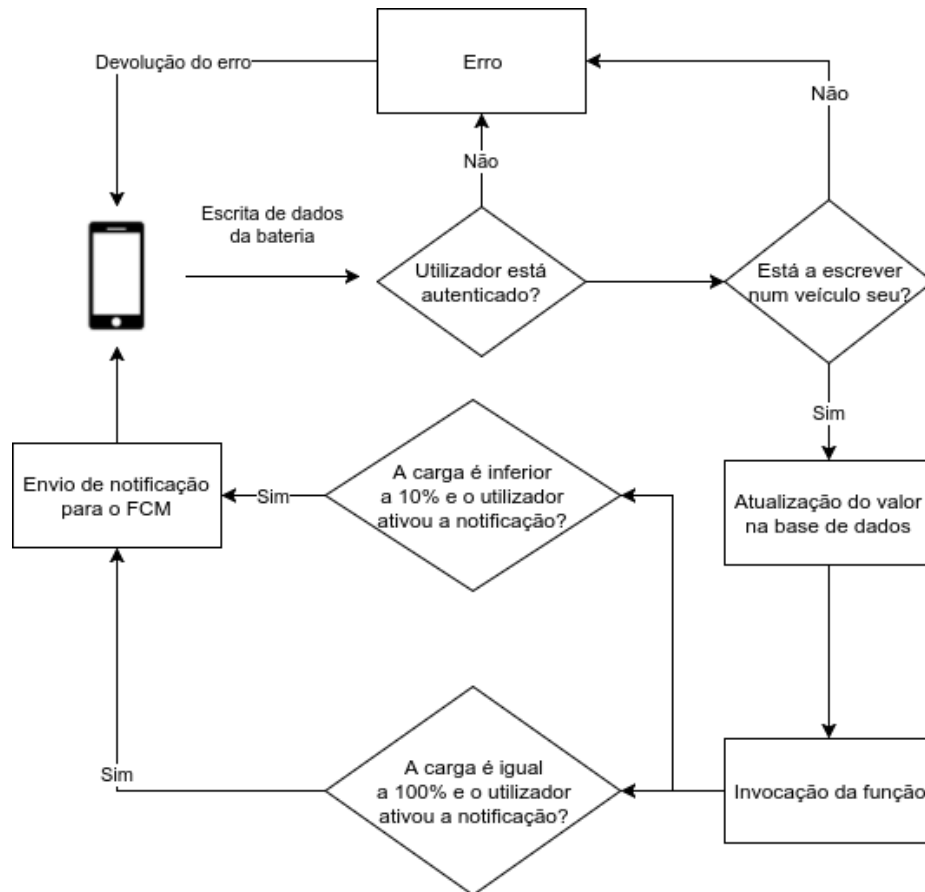 Erro
Devolução do erro
Não
Não
Escrita de dados
da bateria
Utilizador está
autenticado?
Está a escrever
num veículo seu?
Sim
A carga é inferior
a 10% e o utilizador
ativou a notificação?
Sim
Envio de notificação
para o FCM
Atualização do valor
na base de dados
Sim
A carga é igual
a 100% e o utilizador
ativou a notificação?
Invocação da função